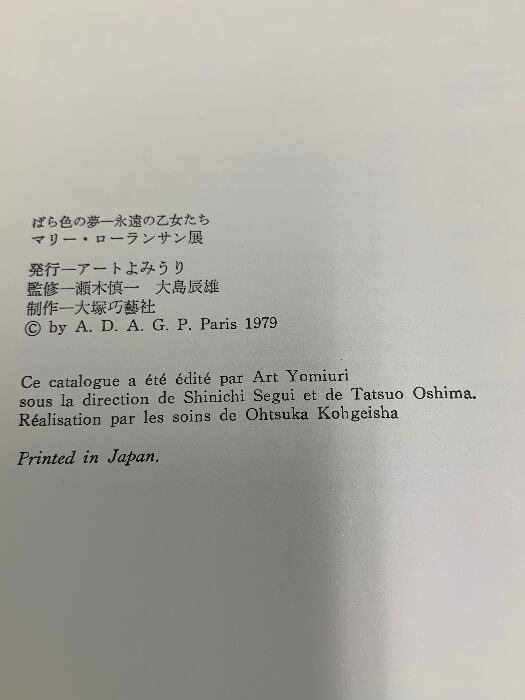 ばら色の夢—永遠の乙女たち
マリー・ローランサン展
発行—アートよみうり
監修—瀬木慎一　大島辰雄
制作—大塚巧藝社
© by A. D. A. G. P. Paris 1979
Ce catalogue a été édité par Art Yomiuri
sous la direction de Shinichi Segui et de Tatsuo Oshima.
Réalisation par les soins de Ohtsuka Kohgeisha
Printed in Japan.